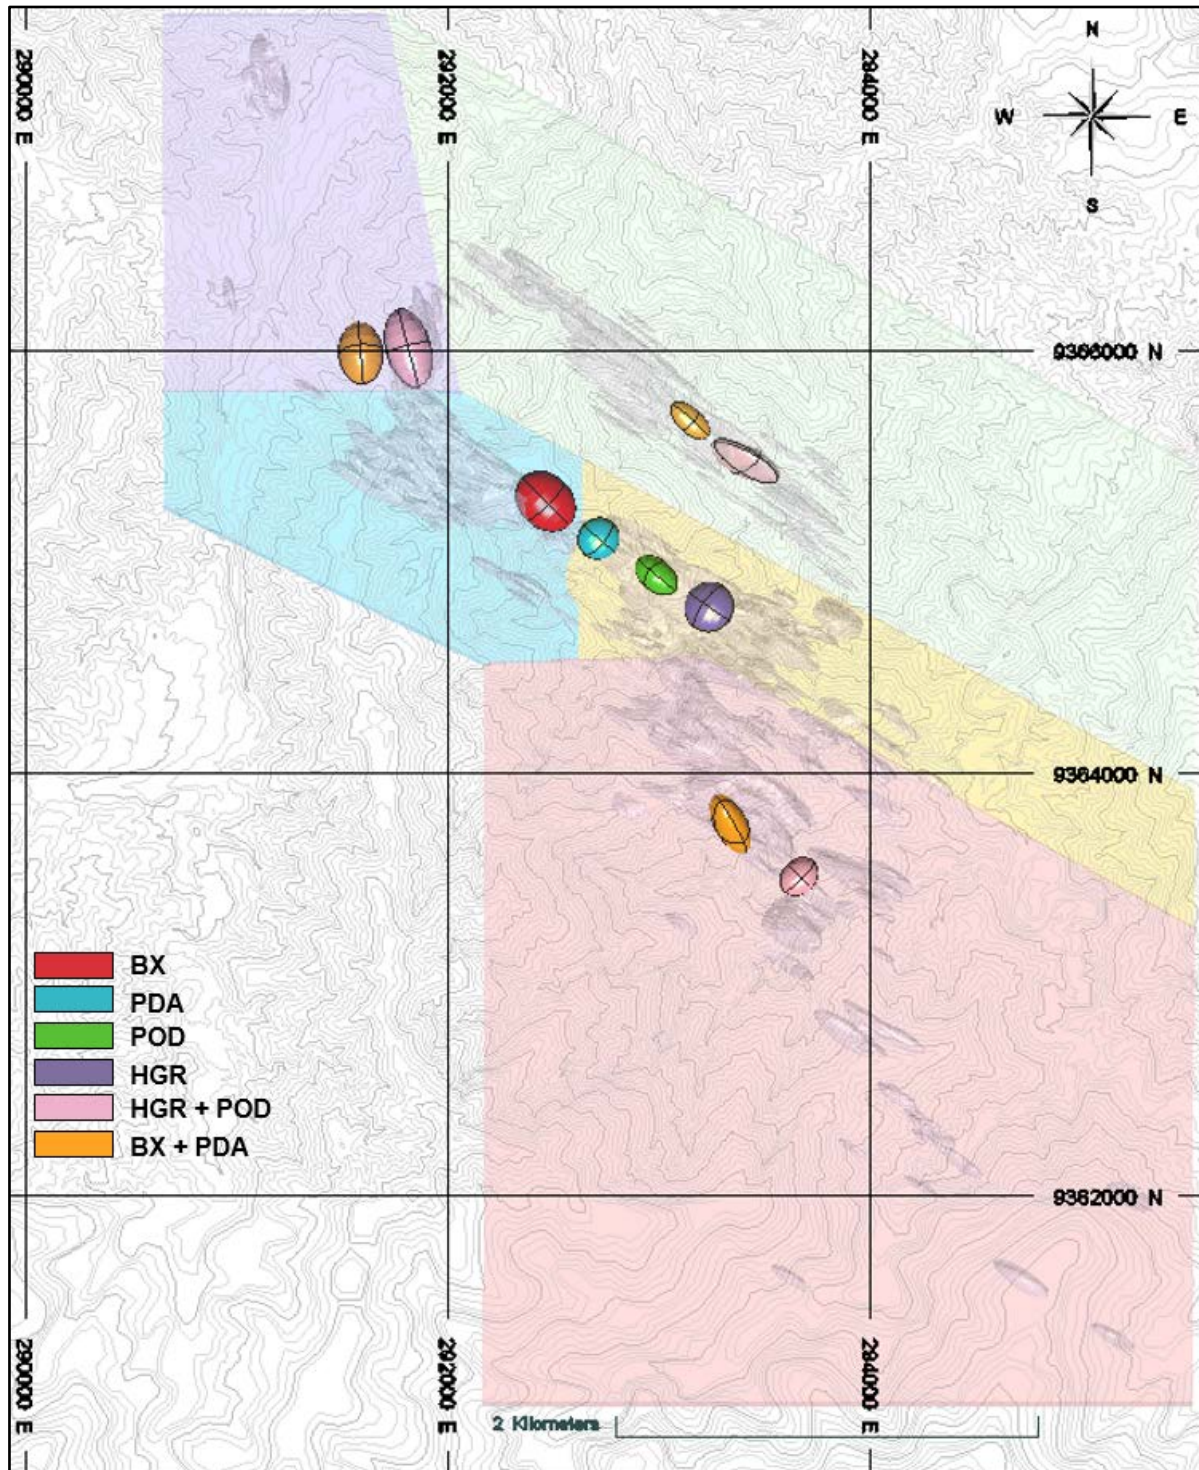 290000 E
292000 E
294000 E
N
W
E
S
9366000 N
9364000 N
BX
PDA
POD
HGR
HGR + POD
BX + PDA
9362000 N
290000 E
292000 E
294000 E
2 Kilometers